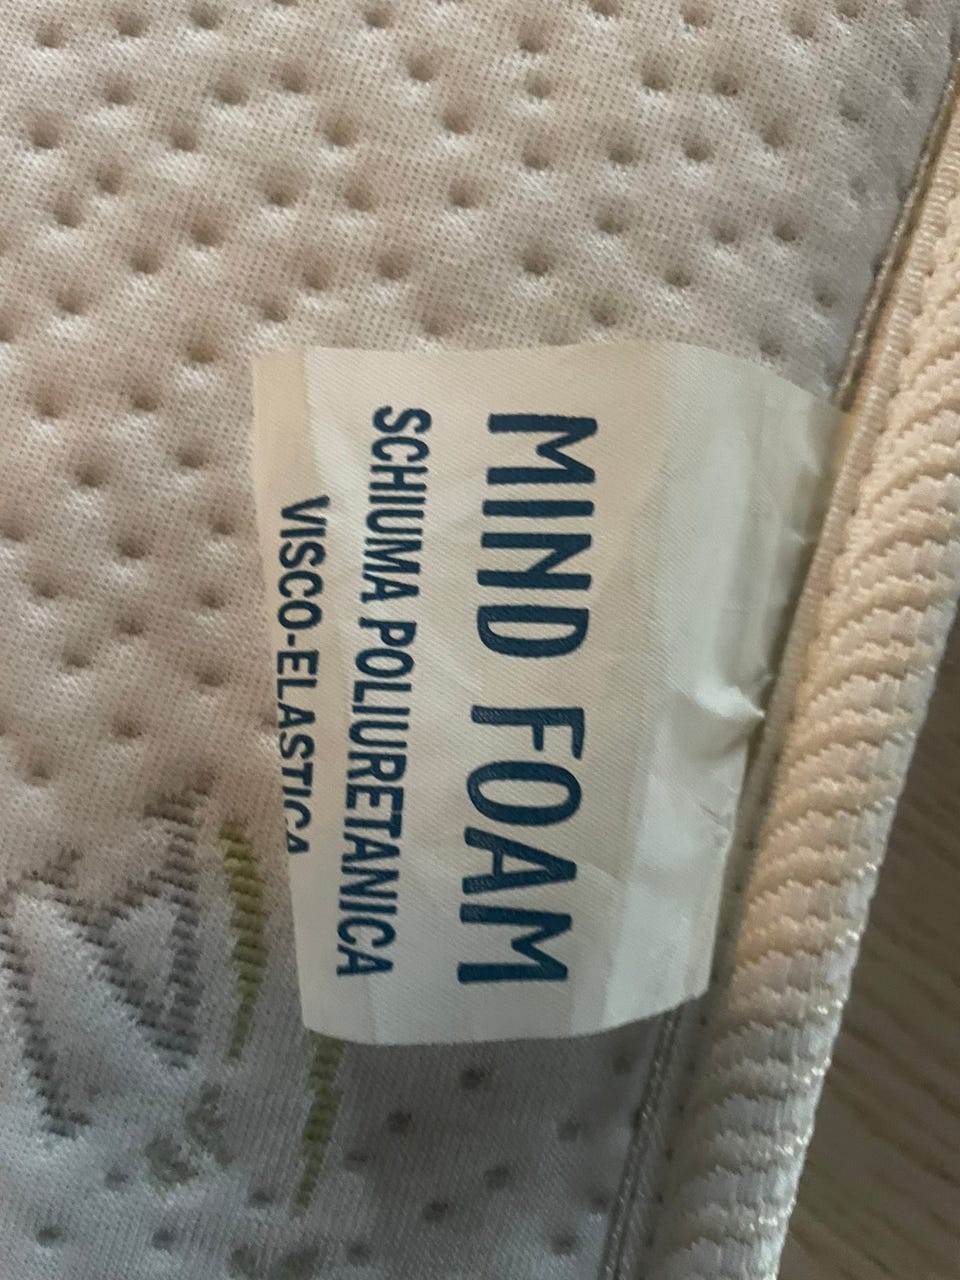 MIND FOAM
SCHIUMA POLIURETANICA
VISCO-ELASTICA